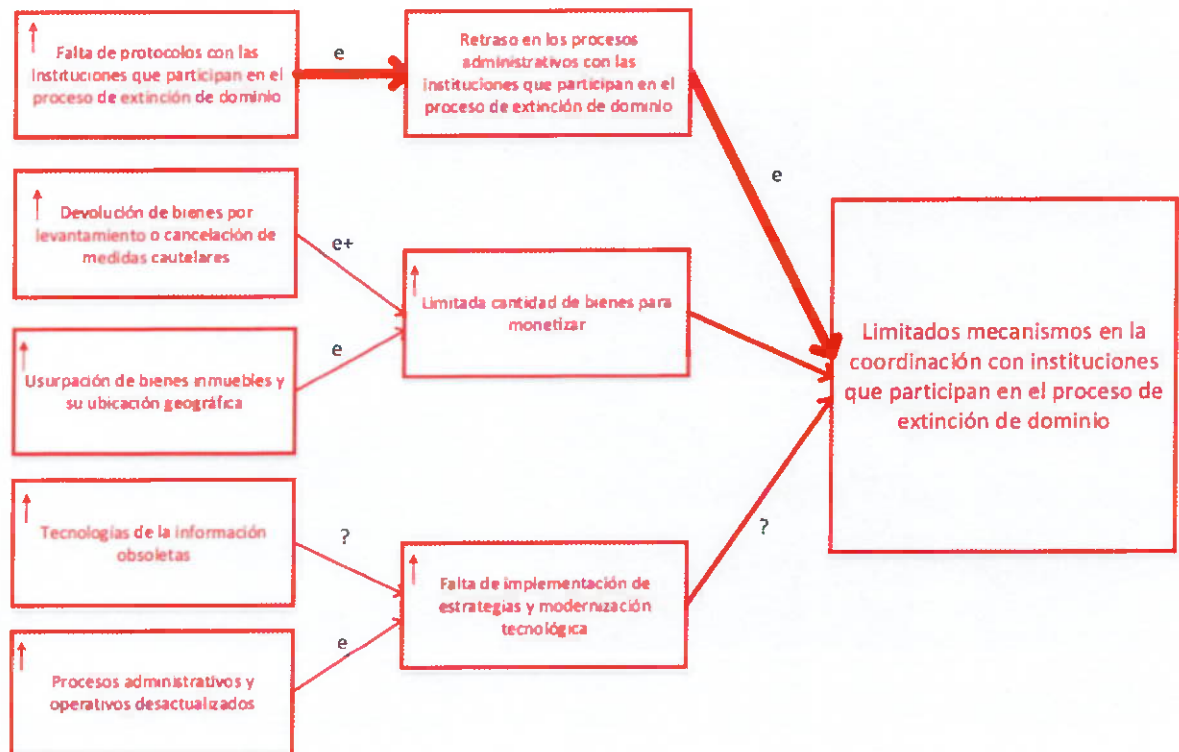 Falta de protocolos con las
Instituciones que participan en el
proceso de extinción de dominio
e
Retraso en los procesos
administrativos con las
instituciones que participan en el
proceso de extinción de dominio
e
Devolución de bienes por
levantamiento o cancelación de
medidas cautelares
e+
Usurpación de bienes inmuebles y
su ubicación geográfica
e
Limitada cantidad de bienes para
monetizar
Tecnologías de la información
obsoletas
?
Procesos administrativos y
operativos desactualizados
e
Falta de implementación de
estrategias y modernización
tecnológica
?
Limitados mecanismos en la
coordinación con instituciones
que participan en el proceso de
extinción de dominio